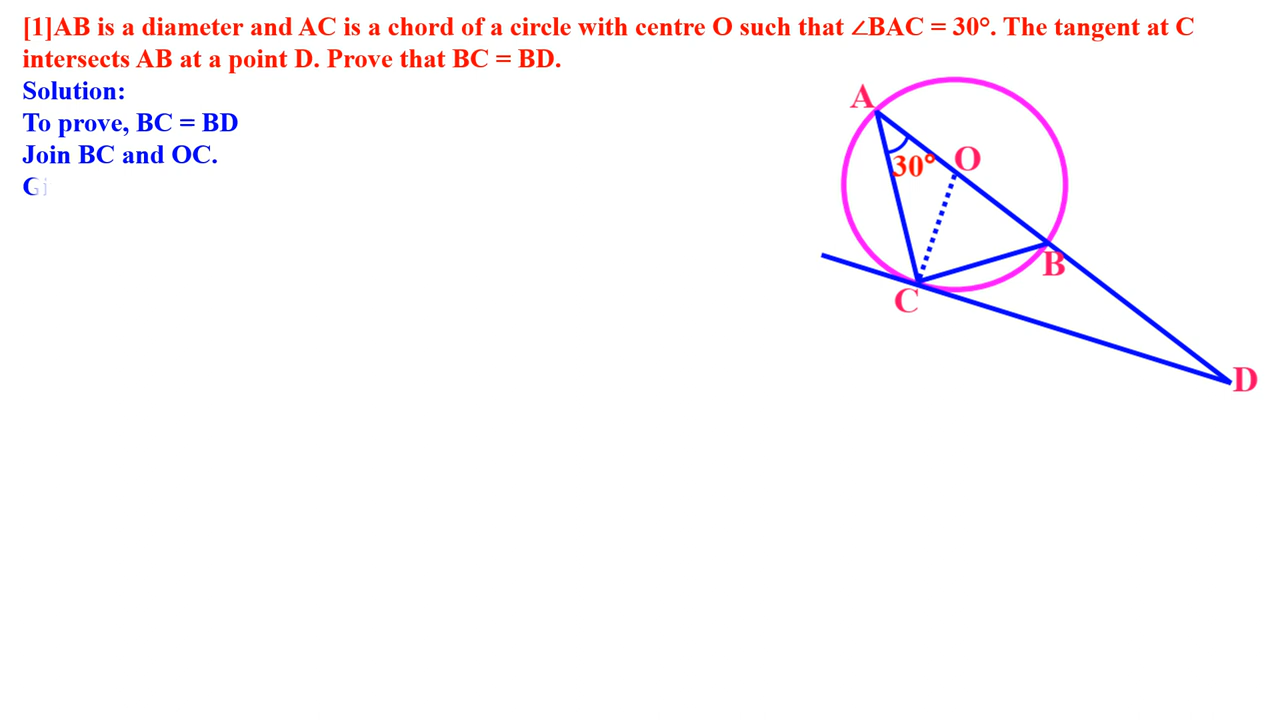 [1]AB is a diameter and AC is a chord of a circle with centre O such that ∠BAC = 30°. The tangent at C
intersects AB at a point D. Prove that BC = BD.
Solution:
To prove, BC = BD
Join BC and OC.
Gi
A
30°
O
B
C
D